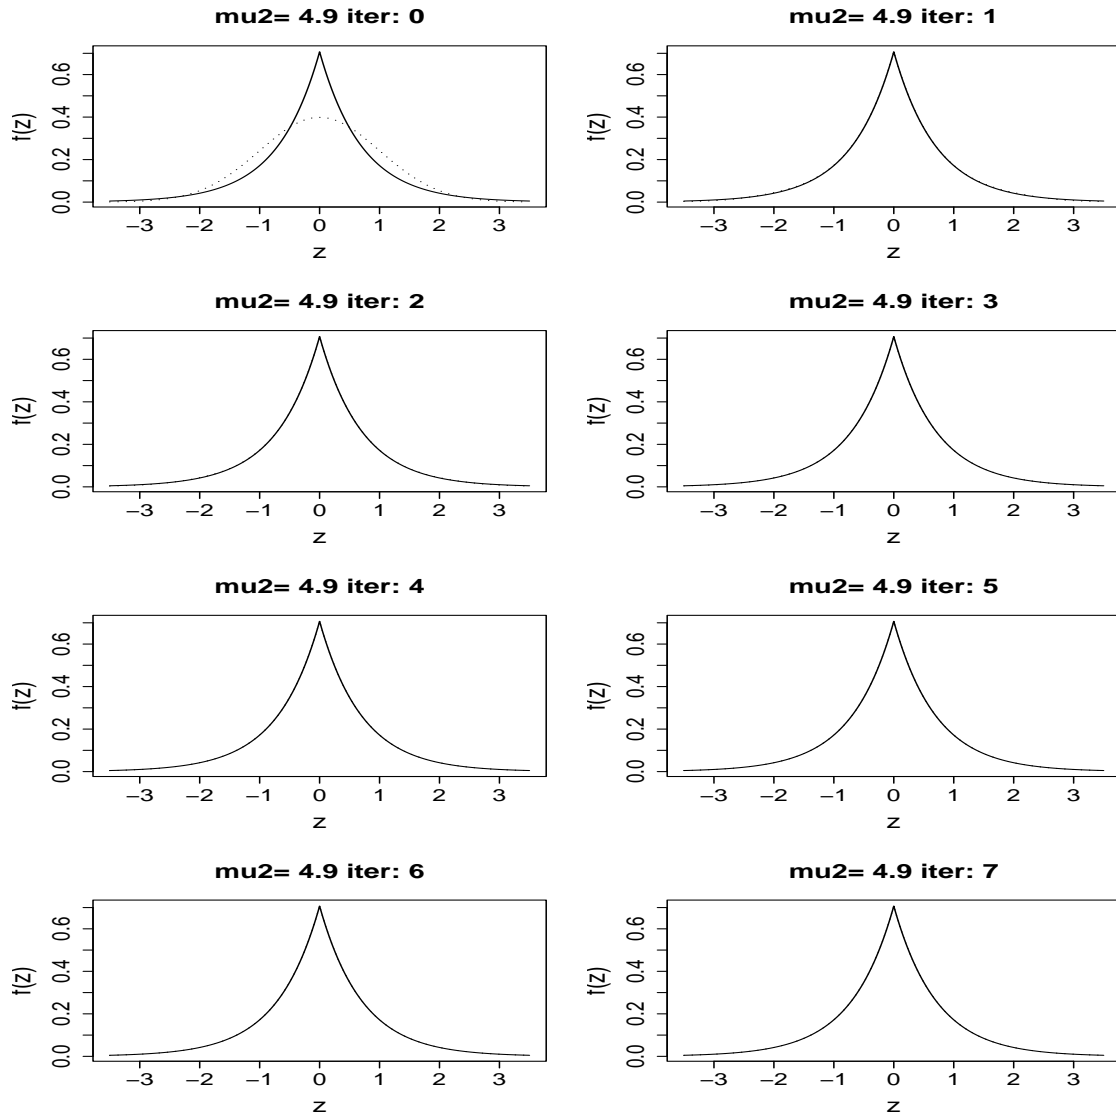 mu2= 4.9 iter: 0
f(z)
0.0 0.2 0.4 0.6
−3 −2 −1 0 1 2 3
z
mu2= 4.9 iter: 1
f(z)
0.0 0.2 0.4 0.6
−3 −2 −1 0 1 2 3
z
mu2= 4.9 iter: 2
f(z)
0.0 0.2 0.4 0.6
−3 −2 −1 0 1 2 3
z
mu2= 4.9 iter: 3
f(z)
0.0 0.2 0.4 0.6
−3 −2 −1 0 1 2 3
z
mu2= 4.9 iter: 4
f(z)
0.0 0.2 0.4 0.6
−3 −2 −1 0 1 2 3
z
mu2= 4.9 iter: 5
f(z)
0.0 0.2 0.4 0.6
−3 −2 −1 0 1 2 3
z
mu2= 4.9 iter: 6
f(z)
0.0 0.2 0.4 0.6
−3 −2 −1 0 1 2 3
z
mu2= 4.9 iter: 7
f(z)
0.0 0.2 0.4 0.6
−3 −2 −1 0 1 2 3
z